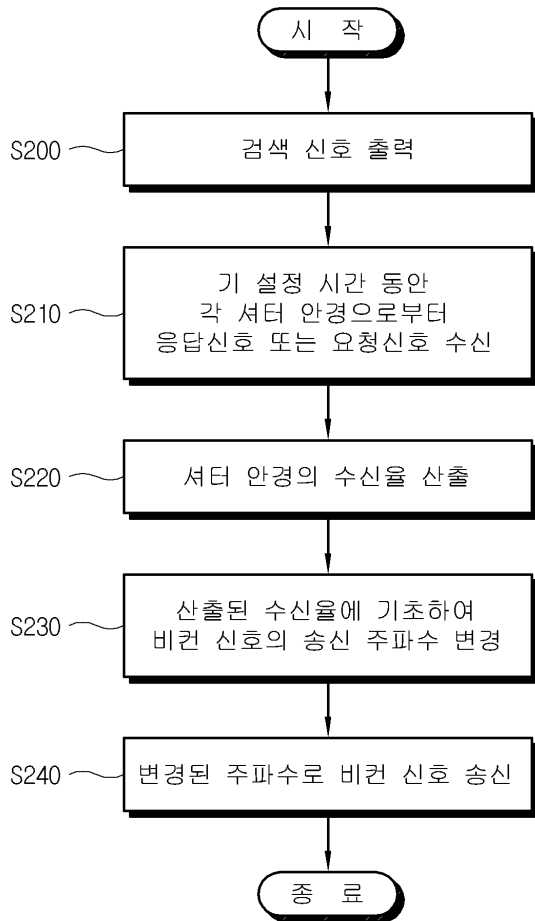 시 작
S200
검색 신호 출력
S210
기 설정 시간 동안
각 셔터 안경으로부터
응답신호 또는 요청신호 수신
S220
셔터 안경의 수신율 산출
S230
산출된 수신율에 기초하여
비컨 신호의 송신 주파수 변경
S240
변경된 주파수로 비컨 신호 송신
종 료